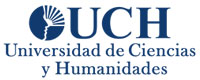 UCH
Universidad de Ciencias
y Humanidades